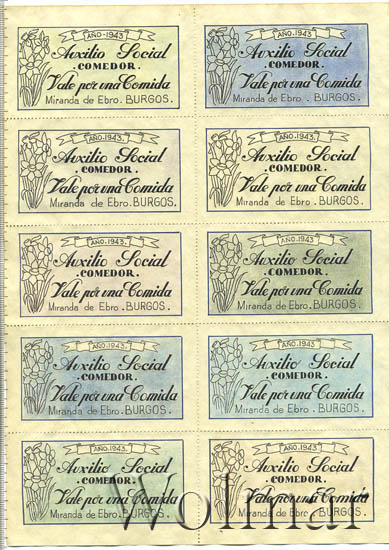 AÑO-1943
Auxilio Social
.COMEDOR.
Vale por una Comida
Miranda de Ebro. BURGOS.
AÑO-1943
Auxilio Social
.COMEDOR.
Vale por una Comida
Miranda de Ebro. BURGOS.
AÑO-1943.
Auxilio Social
.COMEDOR.
Vale por una Comida
Miranda de Ebro. BURGOS.
AÑO-1943.
Auxilio Social
.COMEDOR.
Vale por una Comida
Miranda de Ebro. BURGOS.
AÑO-1943.
Auxilio Social
.COMEDOR.
Vale por una Comida
Miranda de Ebro. BURGOS.
AÑO-1943.
Auxilio Social
.COMEDOR.
Vale por una Comida
Miranda de Ebro. BURGOS.
AÑO-1943.
Auxilio Social
.COMEDOR.
Vale por una Comida
Miranda de Ebro. BURGOS.
AÑO-1943.
Auxilio Social
.COMEDOR.
Vale por una Comida
Miranda de Ebro. BURGOS.
AÑO-1943.
Auxilio Social
.COMEDOR.
Vale por una Comida
Miranda de Ebro. BURGOS.
AÑO-1943.
Auxilio Social
.COMEDOR.
Vale por una Comida
Miranda de Ebro. BURGOS.
Wolmar